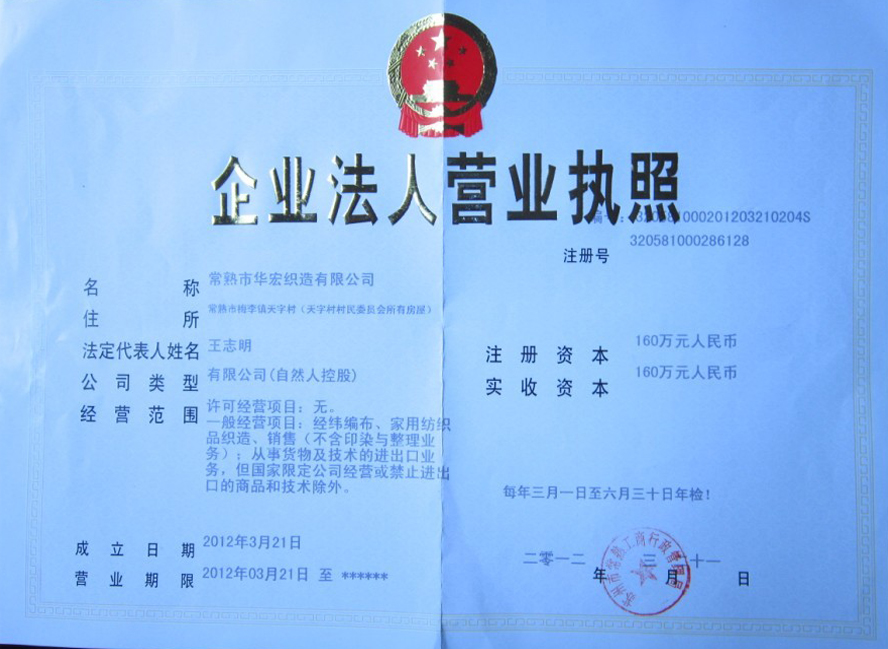 企业法人营业执照
编号:320581000201203210204S
注册号 320581000286128
名称 常熟市华宏织造有限公司
住所 常熟市梅李镇天字村(天字村村民委员会所有房屋)
法定代表人姓名 王志明
公司类型 有限公司(自然人控股)
经营范围 许可经营项目:无。
一般经营项目:经纬编布、家用纺织
品织造、销售(不含印染与整理业
务);从事货物及技术的进出口业
务,但国家限定公司经营或禁止进出
口的商品和技术除外。
注册资本 160万元人民币
实收资本 160万元人民币
每年三月一日至六月三十日年检!
成立日期 2012年3月21日
营业期限 2012年03月21日 至 ******
二零一二 年 三 月 十一 日